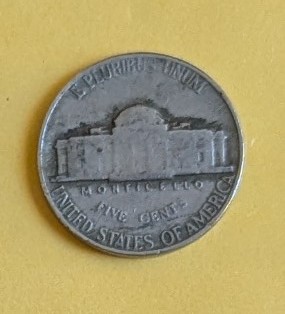 E PLURIBUS UNUM
MONTICELLO
FIVE CENTS
UNITED STATES OF AMERICA